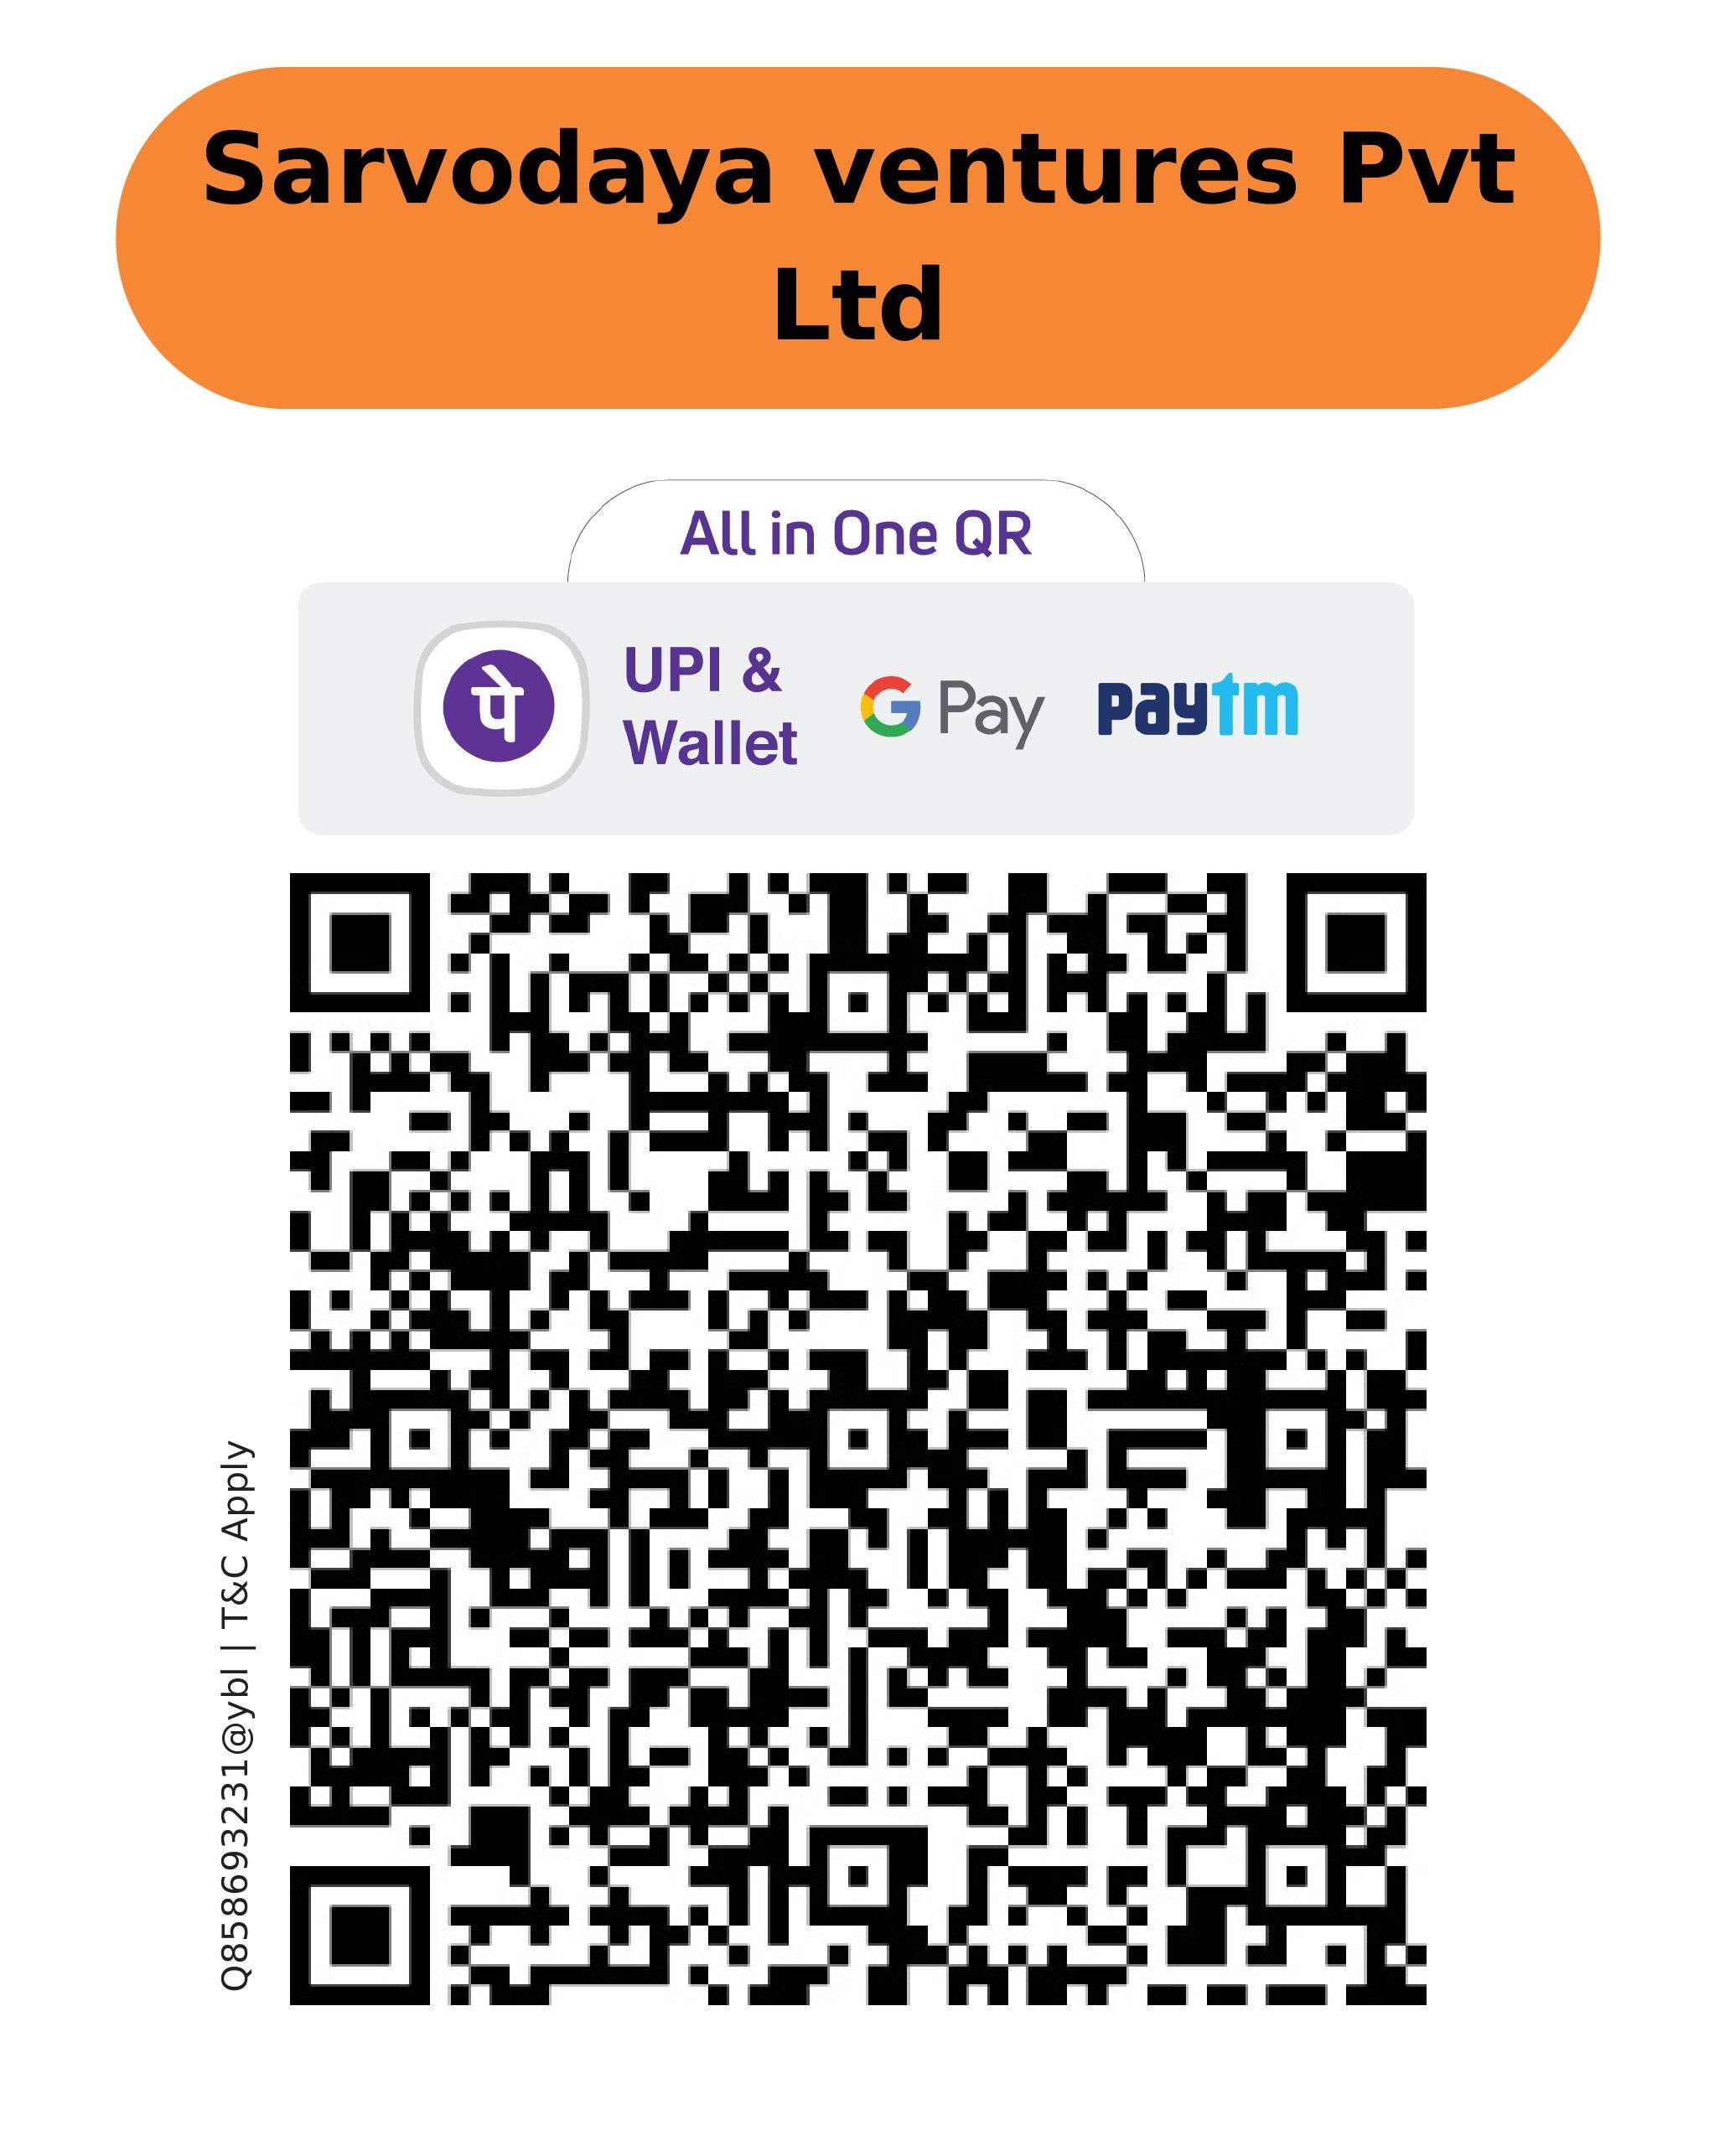 Sarvodaya ventures Pvt
Ltd
All in One QR
पे
UPI &
Wallet
G Pay
paytm
Q858693231@ybl | T&C Apply